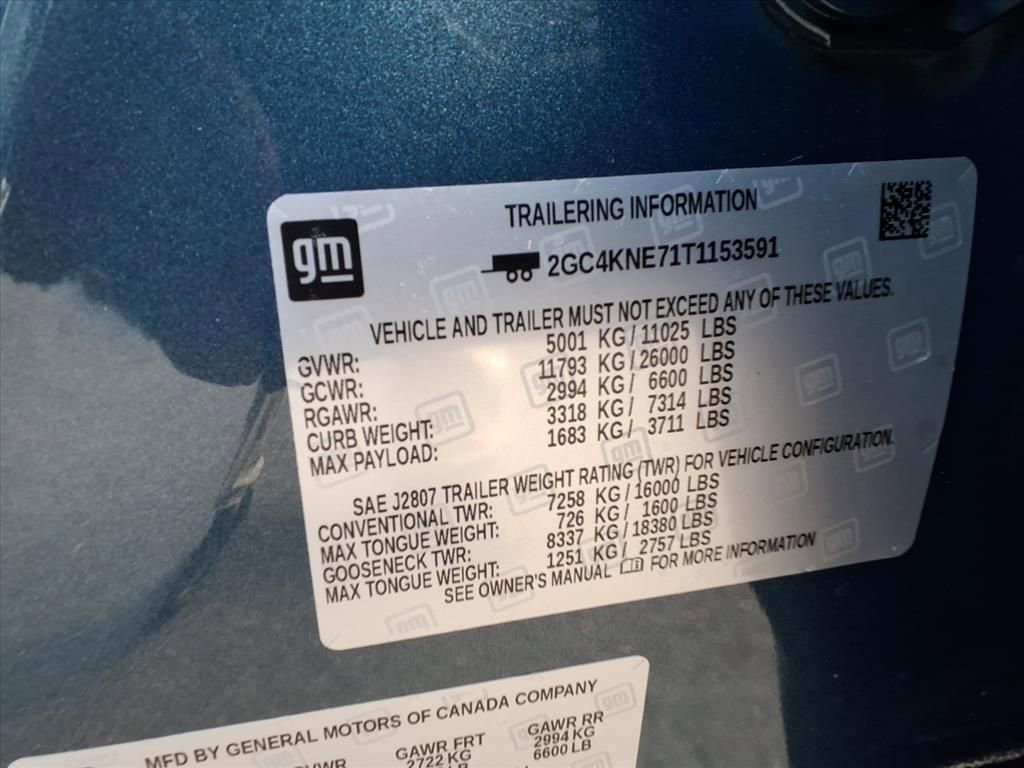 gm
TRAILERING INFORMATION
2GC4KNE71T1153591
VEHICLE AND TRAILER MUST NOT EXCEED ANY OF THESE VALUES.
GVWR: 5001 KG/11025 LBS
GCWR: 11793 KG/26000 LBS
RGAWR: 2994 KG/ 6600 LBS
CURB WEIGHT: 3318 KG/ 7314 LBS
MAX PAYLOAD: 1683 KG/ 3711 LBS
SAE J2807 TRAILER WEIGHT RATING (TWR) FOR VEHICLE CONFIGURATION.
CONVENTIONAL TWR: 7258 KG/16000 LBS
MAX TONGUE WEIGHT: 726 KG/ 1600 LBS
GOOSENECK TWR: 8337 KG/18380 LBS
MAX TONGUE WEIGHT: 1251 KG/ 2757 LBS
SEE OWNER'S MANUAL FOR MORE INFORMATION
MFD BY GENERAL MOTORS OF CANADA COMPANY
GVWR GAWR FRT GAWR RR
2722 KG 2994 KG
LB 6600 LB